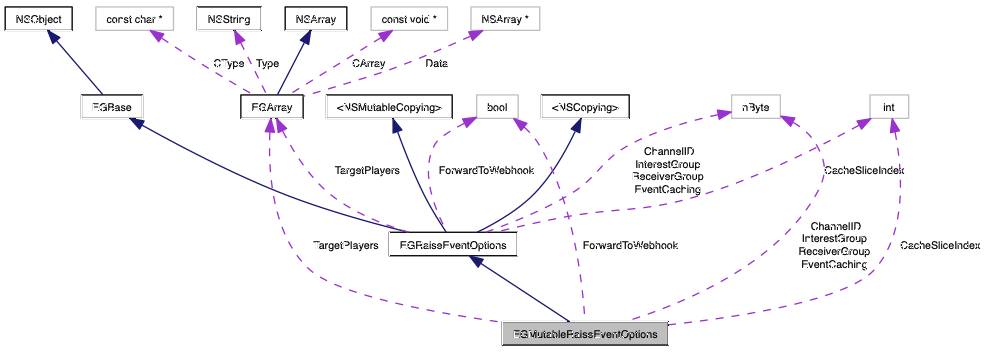 NSObject
const char *
NSString
NSArray
const void *
NSArray *
CType
Type
CArray
Data
EGBase
EGArray
<NSMutableCopying>
bool
<NSCopying>
nByte
int
TargetPlayers
ForwardToWebhook
ChannelID
InterestGroup
ReceiverGroup
EventCaching
CacheSliceIndex
EGRaiseEventOptions
TargetPlayers
ForwardToWebhook
ChannelID
InterestGroup
ReceiverGroup
EventCaching
CacheSliceIndex
EGMutableRaiseEventOptions